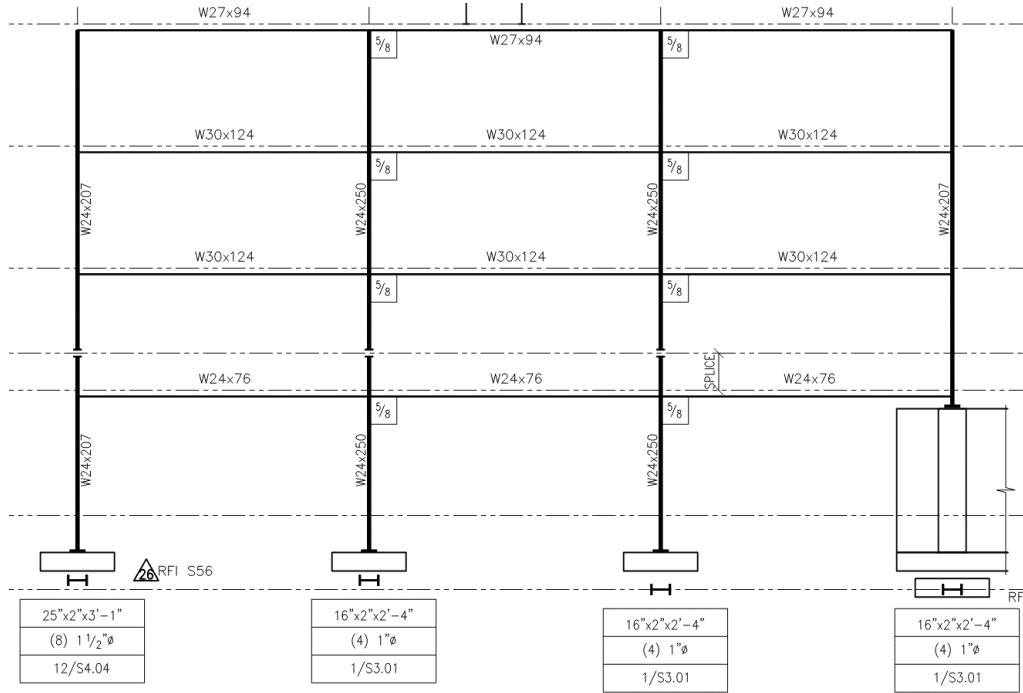 W27x94
W27x94
W27x94
5/8
5/8
W30x124
W30x124
W30x124
5/8
5/8
W24x207
W24x250
W24x250
W24x207
W30x124
W30x124
W30x124
5/8
5/8
SPLICE
W24x76
W24x76
W24x76
5/8
5/8
W24x207
W24x250
W24x250
26 RFI S56
RF
25"x2"x3'-1"
(8) 1 1/2"ø
12/S4.04
16"x2"x2'-4"
(4) 1"ø
1/S3.01
16"x2"x2'-4"
(4) 1"ø
1/S3.01
16"x2"x2'-4"
(4) 1"ø
1/S3.01